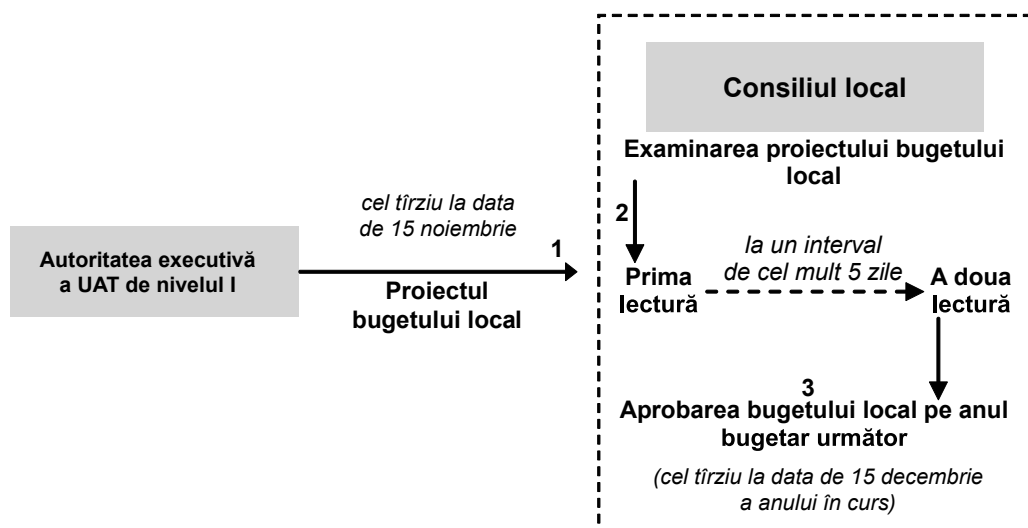 Consiliul local
Examinarea proiectului bugetului
local
cel tîrziu la data
de 15 noiembrie
1
2
Autoritatea executivă
a UAT de nivelul I
Proiectul
bugetului local
la un interval
de cel mult 5 zile
Prima
lectură
A doua
lectură
3
Aprobarea bugetului local pe anul
bugetar următor
(cel tîrziu la data de 15 decembrie
a anului în curs)